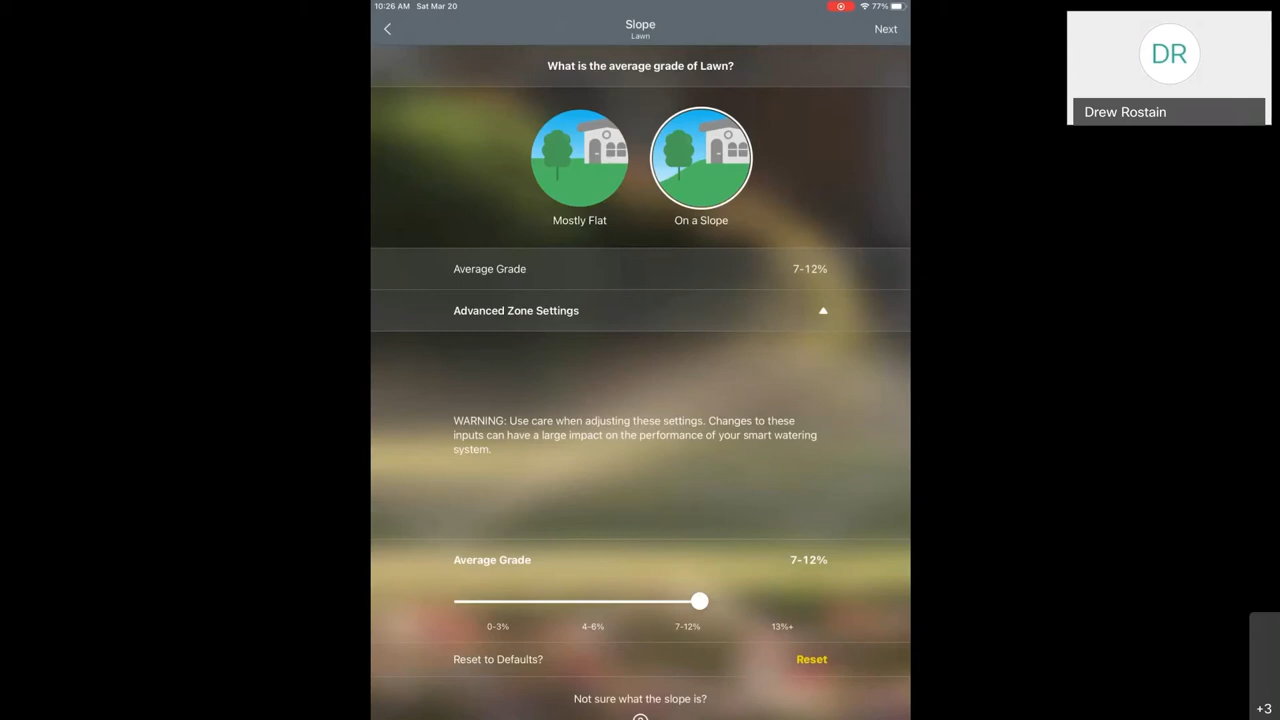 10:26 AM Sat Mar 20
77%
Slope
Lawn
Next
What is the average grade of Lawn?
Mostly Flat
On a Slope
Average Grade 7-12%
Advanced Zone Settings
WARNING: Use care when adjusting these settings. Changes to these
inputs can have a large impact on the performance of your smart watering
system.
Average Grade 7-12%
0-3% 4-6% 7-12% 13%+
Reset to Defaults? Reset
Not sure what the slope is?
DR
Drew Rostain
+3